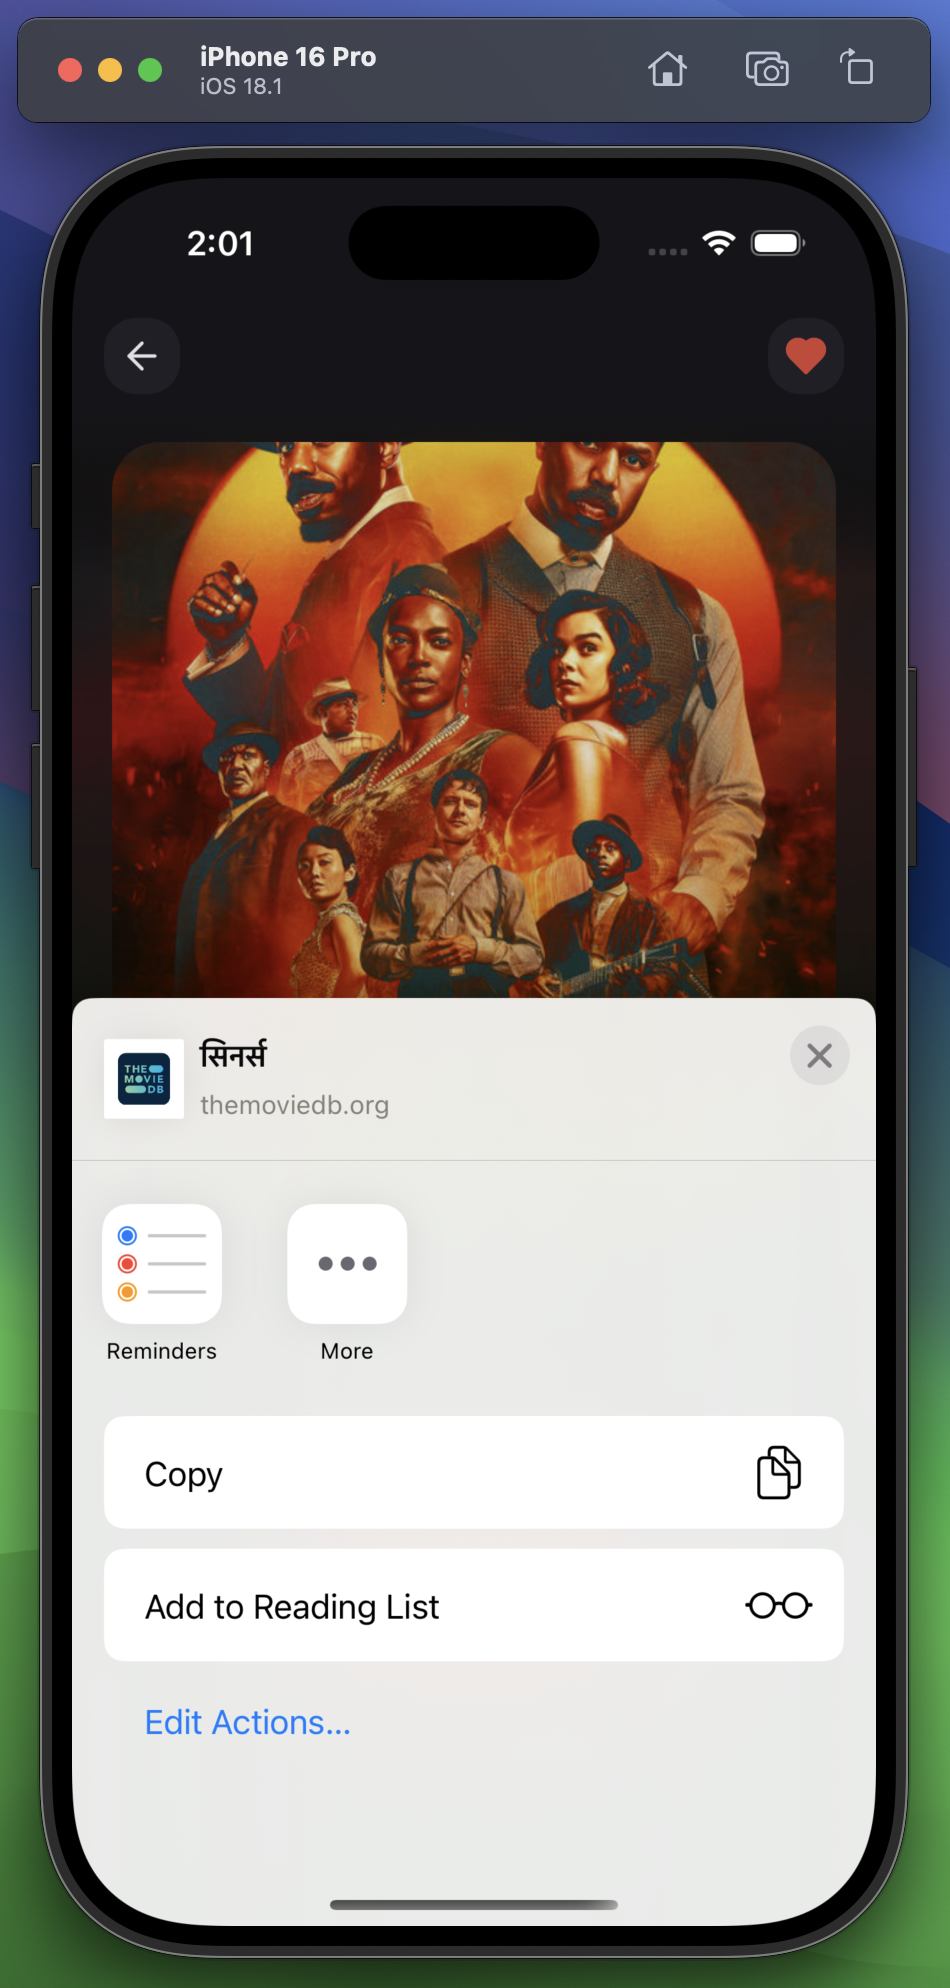 iPhone 16 Pro
iOS 18.1
2:01
THE
MOVIE
DB
सिनर्स
themoviedb.org
Reminders
More
Copy
Add to Reading List
Edit Actions...